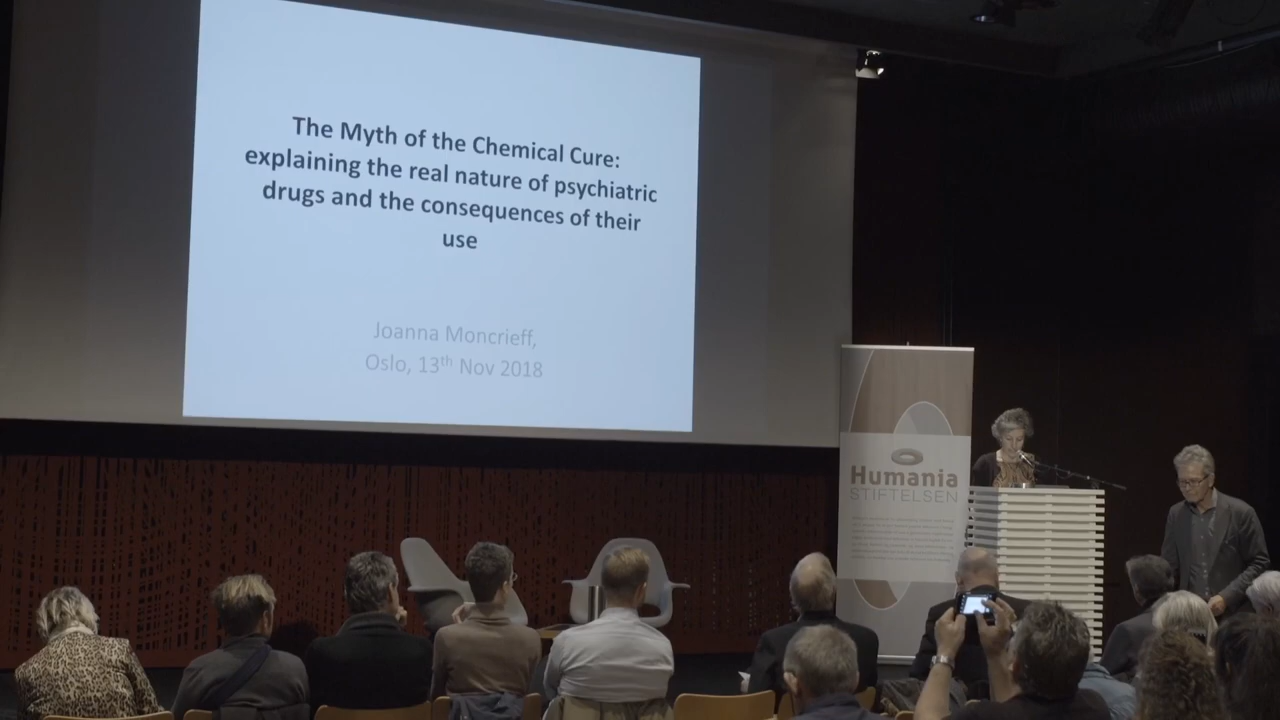 The Myth of the Chemical Cure:
explaining the real nature of psychiatric
drugs and the consequences of their
use
Joanna Moncrieff,
Oslo, 13th Nov 2018
Humania
STIFTELSEN